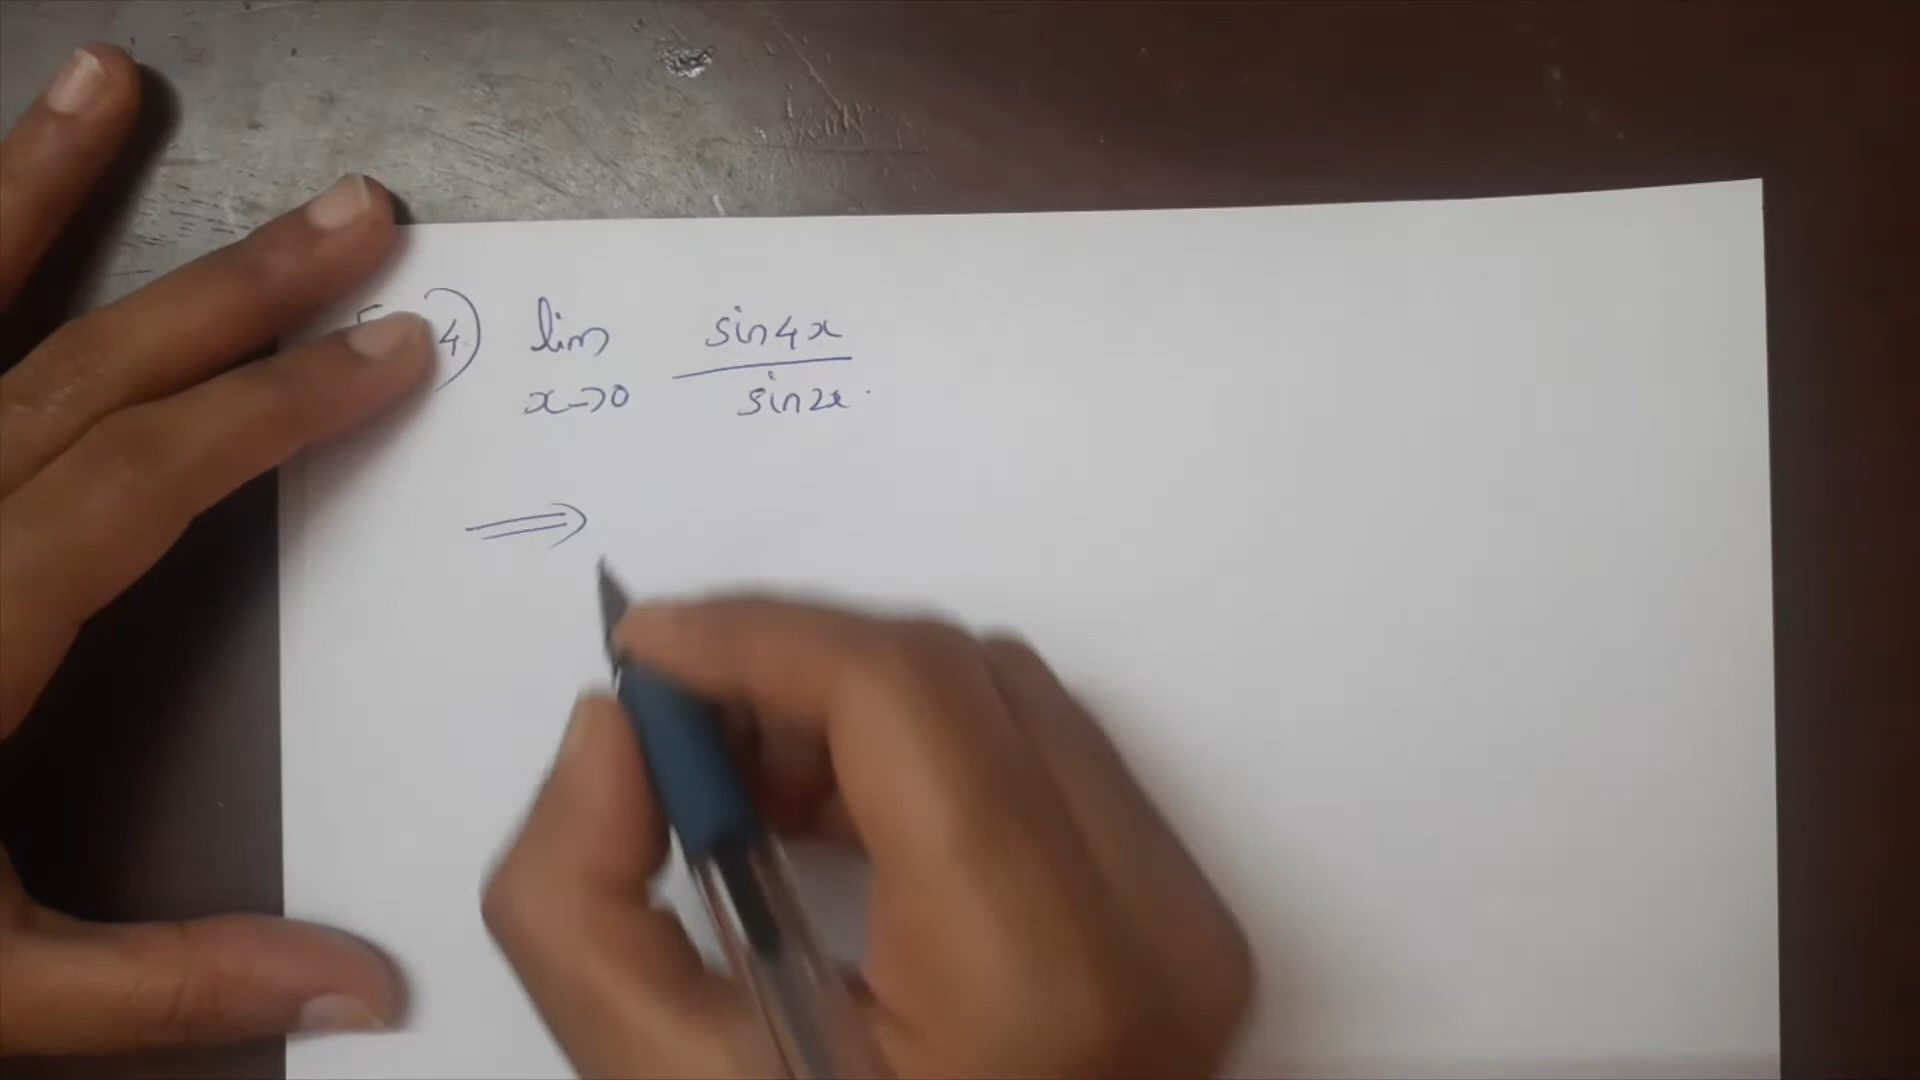 4) lim sin4x
x→0 sin2x.
⟹